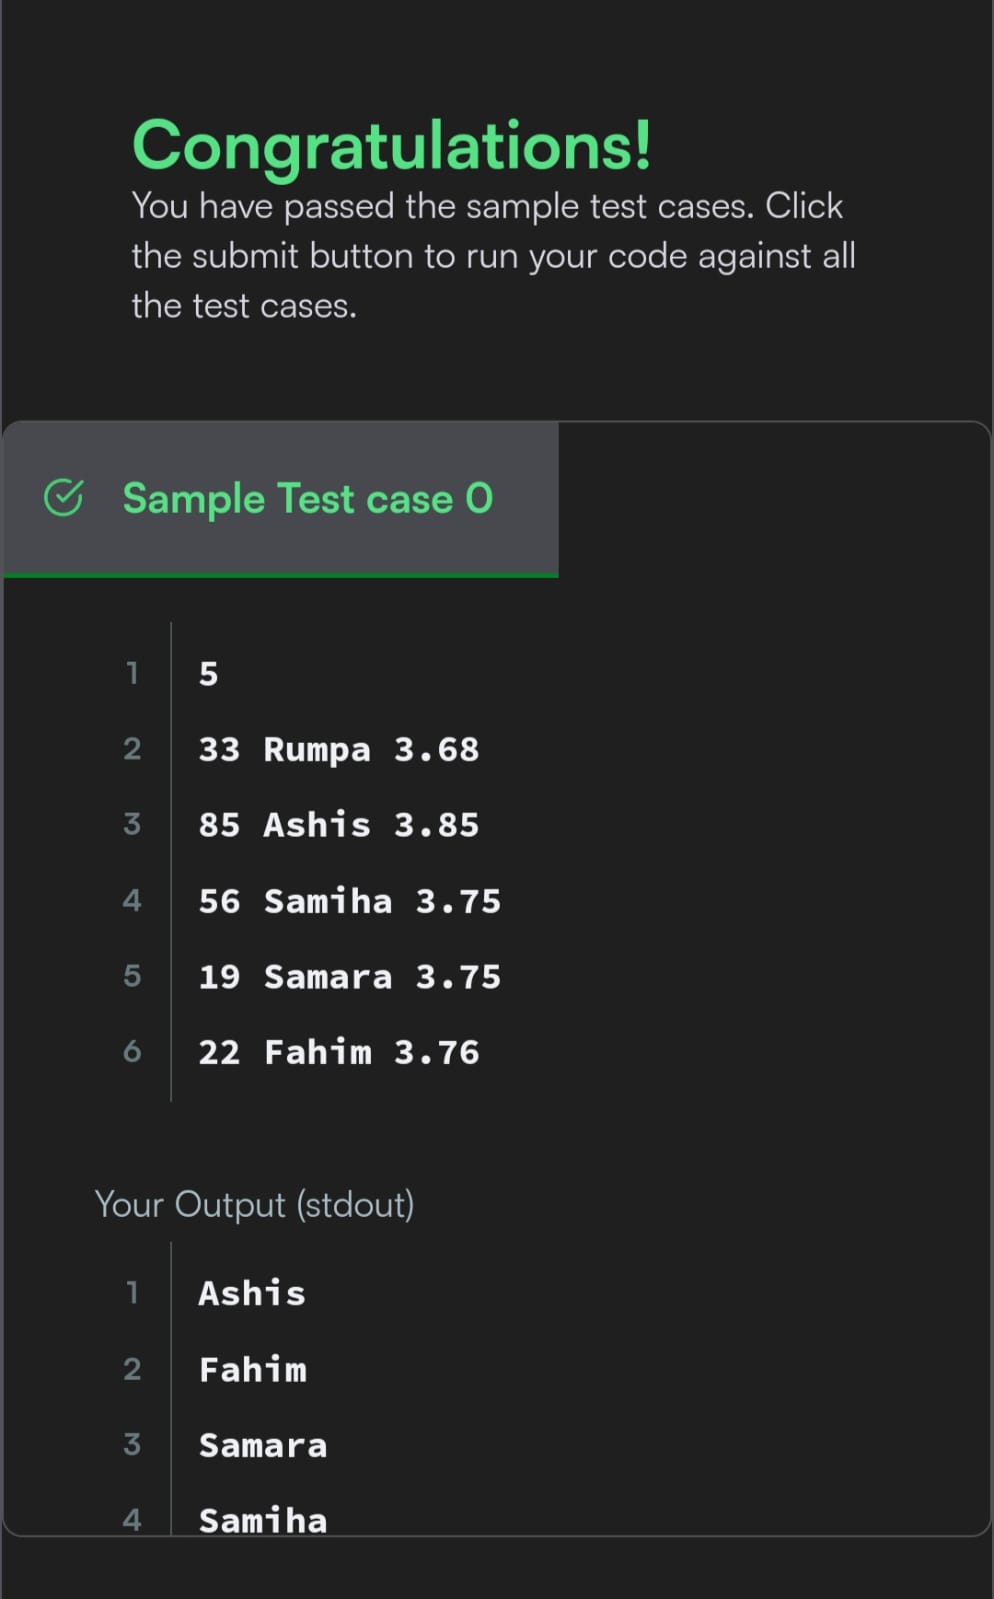 Congratulations!
You have passed the sample test cases. Click
the submit button to run your code against all
the test cases.
Sample Test case 0
1 5
2 33 Rumpa 3.68
3 85 Ashis 3.85
4 56 Samiha 3.75
5 19 Samara 3.75
6 22 Fahim 3.76
Your Output (stdout)
1 Ashis
2 Fahim
3 Samara
4 Samiha